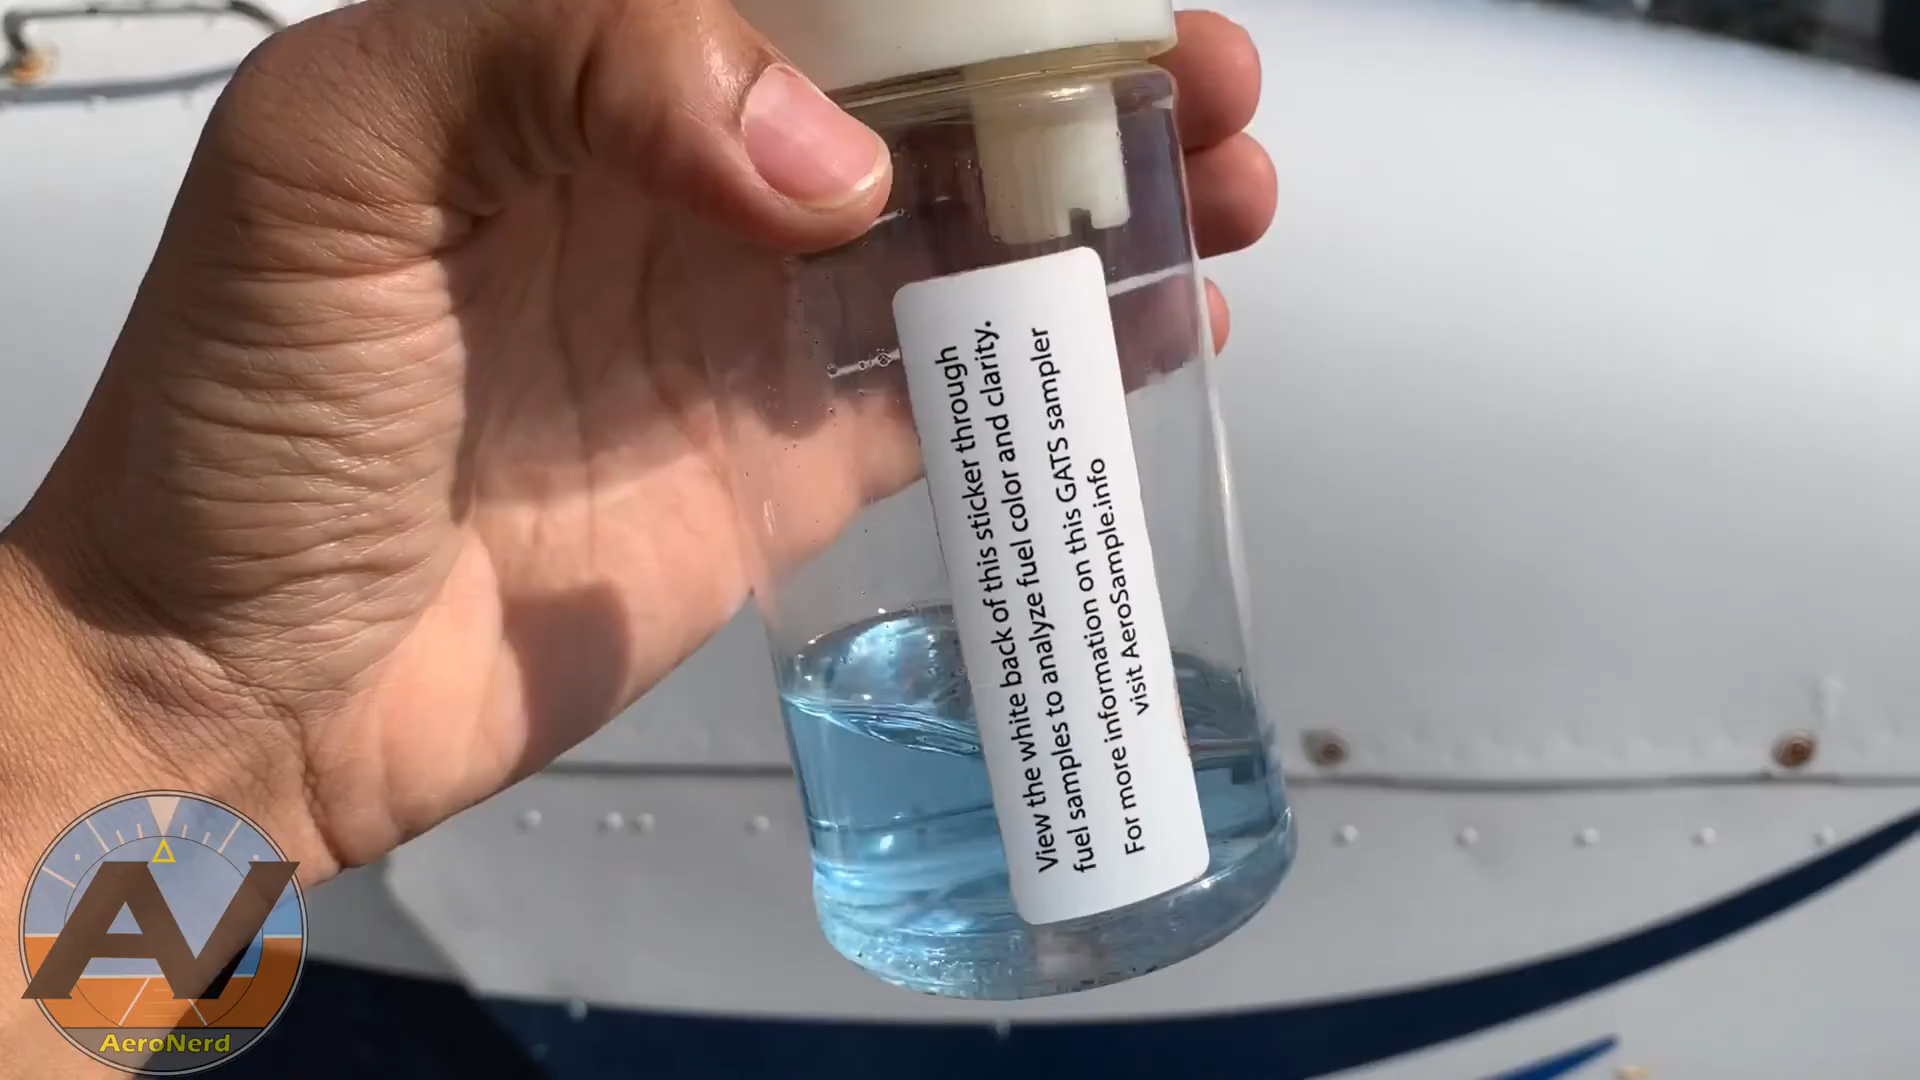 View the white back of this sticker through
fuel samples to analyze fuel color and clarity.
For more information on this GATS sampler
visit AeroSample.info
AV
AeroNerd